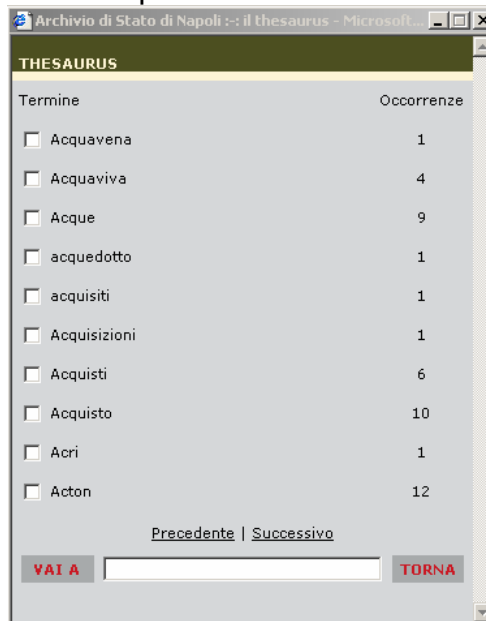 Archivio di Stato di Napoli :-: il thesaurus - Microsoft...
THESAURUS
Termine Occorrenze
Acquavena 1
Acquaviva 4
Acque 9
acquedotto 1
acquisiti 1
Acquisizioni 1
Acquisti 6
Acquisto 10
Acri 1
Acton 12
Precedente | Successivo
VAI A TORNA